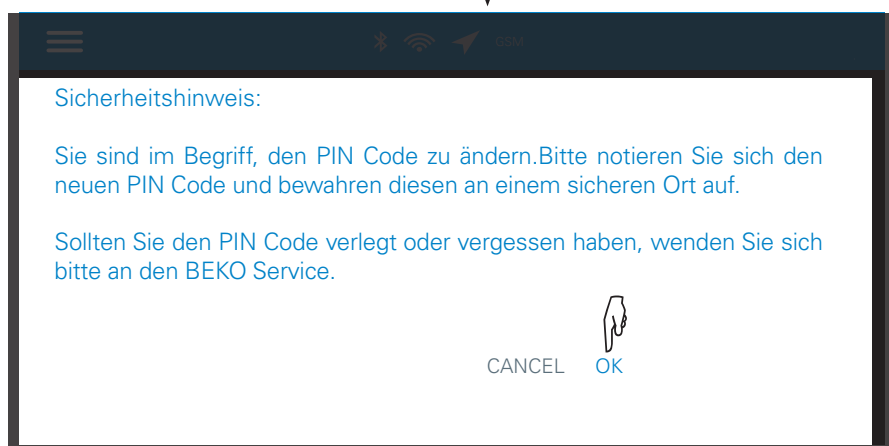 GSM
Sicherheitshinweis:
Sie sind im Begriff, den PIN Code zu ändern.Bitte notieren Sie sich den
neuen PIN Code und bewahren diesen an einem sicheren Ort auf.
Sollten Sie den PIN Code verlegt oder vergessen haben, wenden Sie sich
bitte an den BEKO Service.
CANCEL OK